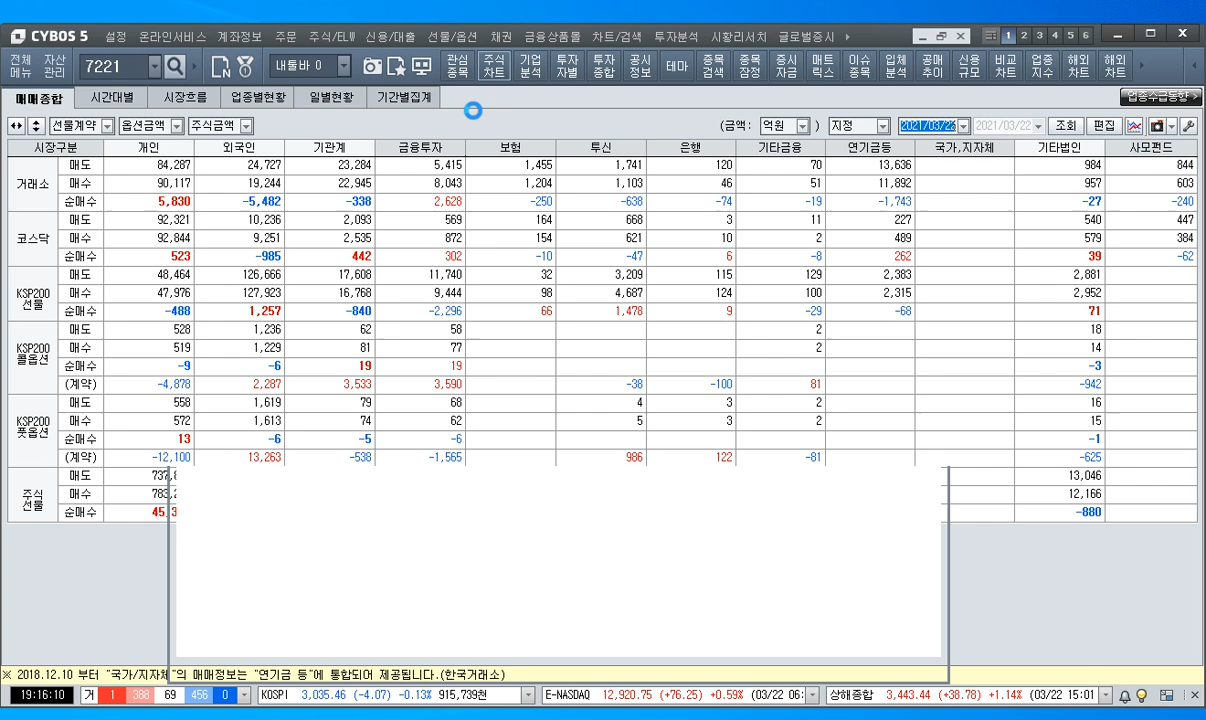 CYBOS 5 설정 온라인서비스 계좌정보 주문 주식/ELW 신용/대출 선물/옵션 채권 금융상품몰 차트/검색 투자분석 시황리서치 글로벌증시 1 2 3 4 5 6
전체메뉴 자산관리 7221 내툴바 0 관심종목 주식차트 기업분석 투자자별 투자종합 공시정보 테마 종목검색 종목잠정 증시자금 매트릭스 이슈종목 입체분석 공매추이 신용규모 비교차트 업종지수 해외차트 해외차트
매매종합 시간대별 시장흐름 업종별현황 일별현황 기간별집계 업종수급동향 >
선물계약 옵션금액 주식금액 (금액: 억원 ) 지정 2021/03/22 2021/03/22 조회 편집
시장구분 개인 외국인 기관계 금융투자 보험 투신 은행 기타금융 연기금등 국가,지자체 기타법인 사모펀드
거래소 매도 84,287 24,727 23,284 5,415 1,455 1,741 120 70 13,636 984 844
매수 90,117 19,244 22,945 8,043 1,204 1,103 46 51 11,892 957 603
순매수 5,830 -5,482 -338 2,628 -250 -638 -74 -19 -1,743 -27 -240
코스닥 매도 92,321 10,236 2,093 569 164 668 3 11 227 540 447
매수 92,844 9,251 2,535 872 154 621 10 2 489 579 384
순매수 523 -985 442 302 -10 -47 6 -8 262 39 -62
KSP200 선물 매도 48,464 126,666 17,608 11,740 32 3,209 115 129 2,383 2,881
매수 47,976 127,923 16,768 9,444 98 4,687 124 100 2,315 2,952
순매수 -488 1,257 -840 -2,296 66 1,478 9 -29 -68 71
KSP200 콜옵션 매도 528 1,236 62 58 2 18
매수 519 1,229 81 77 2 14
순매수 -9 -6 19 19 -3
(계약) -4,878 2,287 3,533 3,590 -38 -100 81 -942
KSP200 풋옵션 매도 558 1,619 79 68 4 3 2 16
매수 572 1,613 74 62 5 3 2 15
순매수 13 -6 -5 -6 -1
(계약) -12,100 13,263 -538 -1,565 986 122 -81 -625
주식 선물 매도 737,8 13,046
매수 783,2 12,166
순매수 45,3 -880
※ 2018.12.10 부터 "국가/지자체"의 매매정보는 "연기금 등"에 통합되어 제공됩니다.(한국거래소)
19:16:10 거 1 388 69 456 0 KOSPI 3,035.46 (-4.07) -0.13% 915,739천 E-NASDAQ 12,920.75 (+76.25) +0.59% (03/22 06: 상해종합 3,443.44 (+38.78) +1.14% (03/22 15:01)